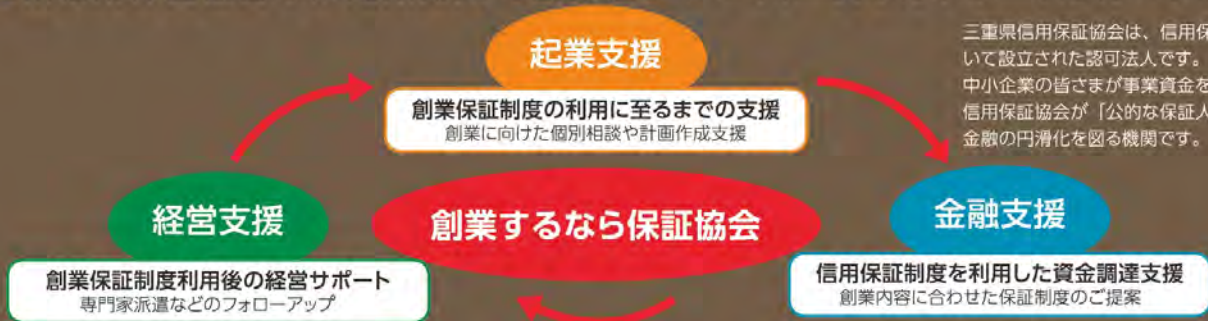 起業支援
創業保証制度の利用に至るまでの支援
創業に向けた個別相談や計画作成支援
三重県信用保証協会は、信用保
いて設立された認可法人です。
中小企業の皆さまが事業資金を
信用保証協会が「公的な保証人
金融の円滑化を図る機関です。
経営支援
創業保証制度利用後の経営サポート
専門家派遣などのフォローアップ
創業するなら保証協会
金融支援
信用保証制度を利用した資金調達支援
創業内容に合わせた保証制度のご提案